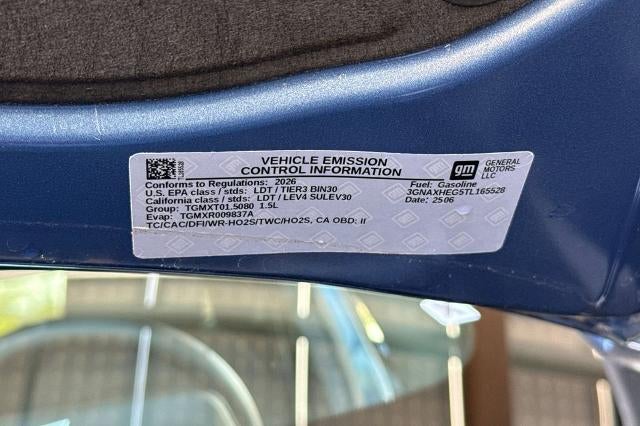 VEHICLE EMISSION
CONTROL INFORMATION
gm GENERAL
MOTORS
LLC
Conforms to Regulations: 2026
U.S. EPA class / stds: LDT / TIER3 BIN30
California class / stds: LDT / LEV4 SULEV30
Group: TGMXT01.5080 1.5L
Evap: TGMXR009837A
TC/CAC/DFI/WR-HO2S/TWC/HO2S, CA OBD: II
Fuel: Gasoline
3GNAXHEG5TL165528
Date: 2506